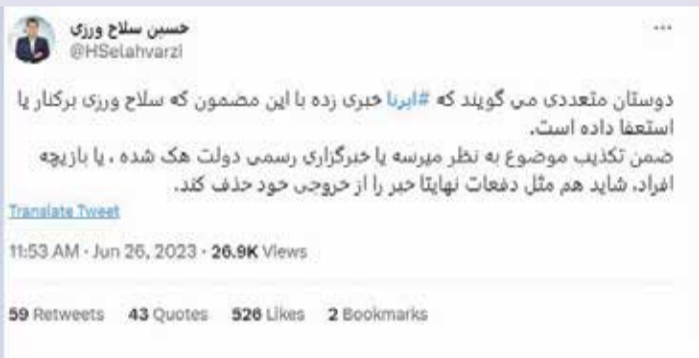 حسین سلاح ورزی
@HSelahvarzi
دوستان متعددی می گویند که #ایرنا خبری زده با این مضمون که سلاح ورزی برکنار یا
استعفا داده است.
ضمن تکذیب موضوع به نظر میرسه یا خبرگزاری رسمی دولت هک شده ، یا بازیچه
افراد، شاید هم مثل دفعات نهایتا خبر را از خروجی خود حذف کند.
Translate Tweet
11:53 AM · Jun 26, 2023 · 26.9K Views
59 Retweets 43 Quotes 526 Likes 2 Bookmarks